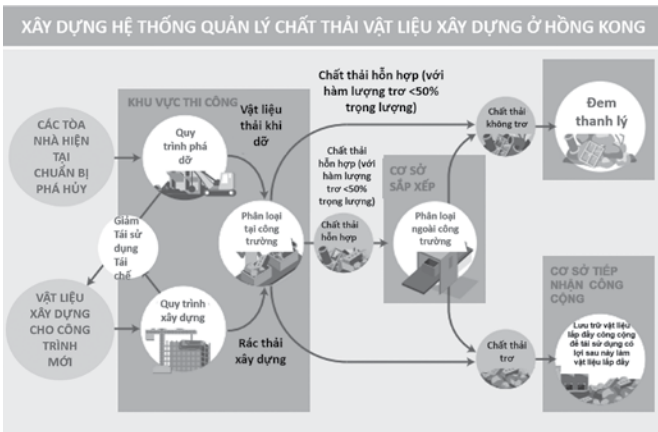 XÂY DỰNG HỆ THỐNG QUẢN LÝ CHẤT THẢI VẬT LIỆU XÂY DỰNG Ở HỒNG KONG
CÁC TÒA
NHÀ HIỆN
TẠI
CHUẨN BỊ
PHÁ HỦY
KHU VỰC THI CÔNG
Quy
trình phá
dỡ
Vật liệu
thải khi
dỡ
Chất thải hỗn hợp (với
hàm lượng trơ <50%
trọng lượng)
Chất thải
hỗn hợp (với
hàm lượng
trơ <50%
trọng lượng)
Chất thải
không trơ
Đem
thanh lý
Giảm
Tái sử
dụng
Tái
chế
Phân loại
tại công
trường
Chất thải
hỗn hợp
CƠ SỞ
SẮP XẾP
Phân loại
ngoài công
trường
VẬT LIỆU
XÂY DỰNG
CHO CÔNG
TRÌNH
MỚI
Quy trình
xây dựng
Rác thải
xây dựng
Chất thải
trơ
CƠ SỞ TIẾP
NHẬN CÔNG
CỘNG
Lưu trữ vật liệu
lấp đầy công cộng
để tái sử dụng có
lợi sau này làm
vật liệu lấp đầy